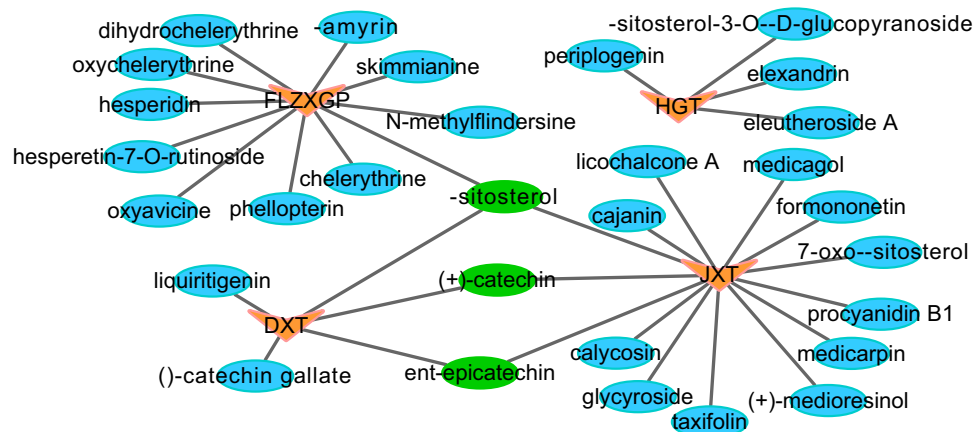 -sitosterol-3-O--D-glucopyranoside
dihydrochelerythrine
-amyrin
periplogenin
oxychelerythrine
skimmianine
elexandrin
hesperidin
FLZXGP
HGT
N-methylflindersine
eleutheroside A
hesperetin-7-O-rutinoside
licochalcone A
medicagol
chelerythrine
oxyavicine
phellopterin
-sitosterol
cajanin
formononetin
7-oxo--sitosterol
liquiritigenin
(+)-catechin
JXT
DXT
procyanidin B1
()-catechin gallate
ent-epicatechin
calycosin
medicarpin
glycyroside
(+)-medioresinol
taxifolin